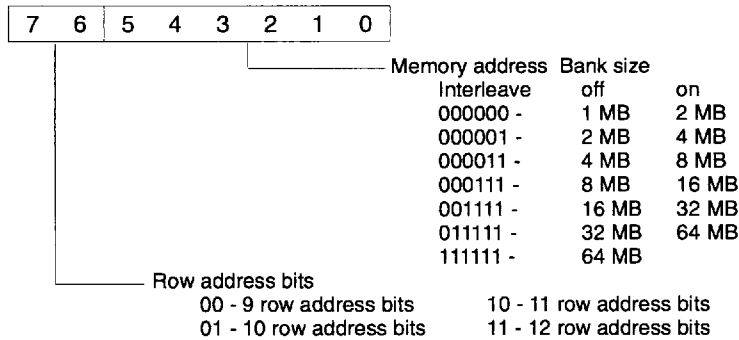 7 6 5 4 3 2 1 0
Memory address Bank size
Interleave off on
000000 - 1 MB 2 MB
000001 - 2 MB 4 MB
000011 - 4 MB 8 MB
000111 - 8 MB 16 MB
001111 - 16 MB 32 MB
011111 - 32 MB 64 MB
111111 - 64 MB
Row address bits
00 - 9 row address bits 10 - 11 row address bits
01 - 10 row address bits 11 - 12 row address bits